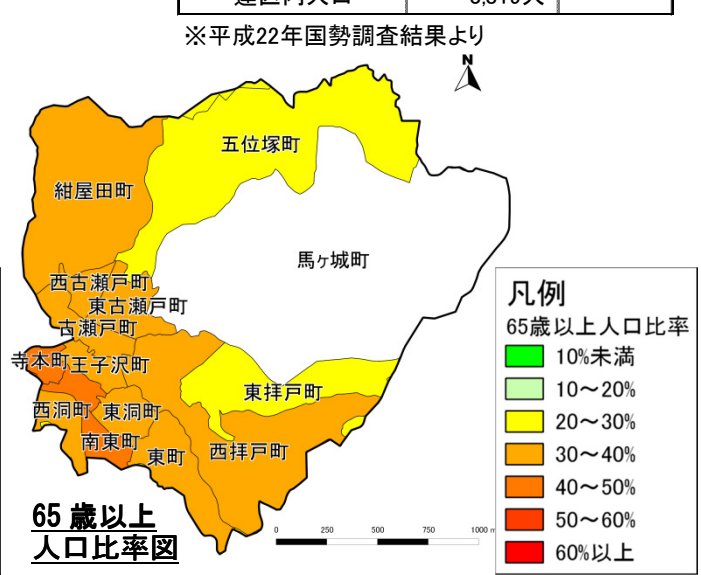 ※平成22年国勢調査結果より
N
五位塚町
紺屋田町
馬ヶ城町
西古瀬戸町
東古瀬戸町
古瀬戸町
寺本町
王子沢町
東拝戸町
西洞町
東洞町
南東町
東町
西拝戸町
凡例
65歳以上人口比率
10%未満
10～20%
20～30%
30～40%
40～50%
50～60%
60%以上
65 歳以上
人口比率図
0 250 500 750 1000 m